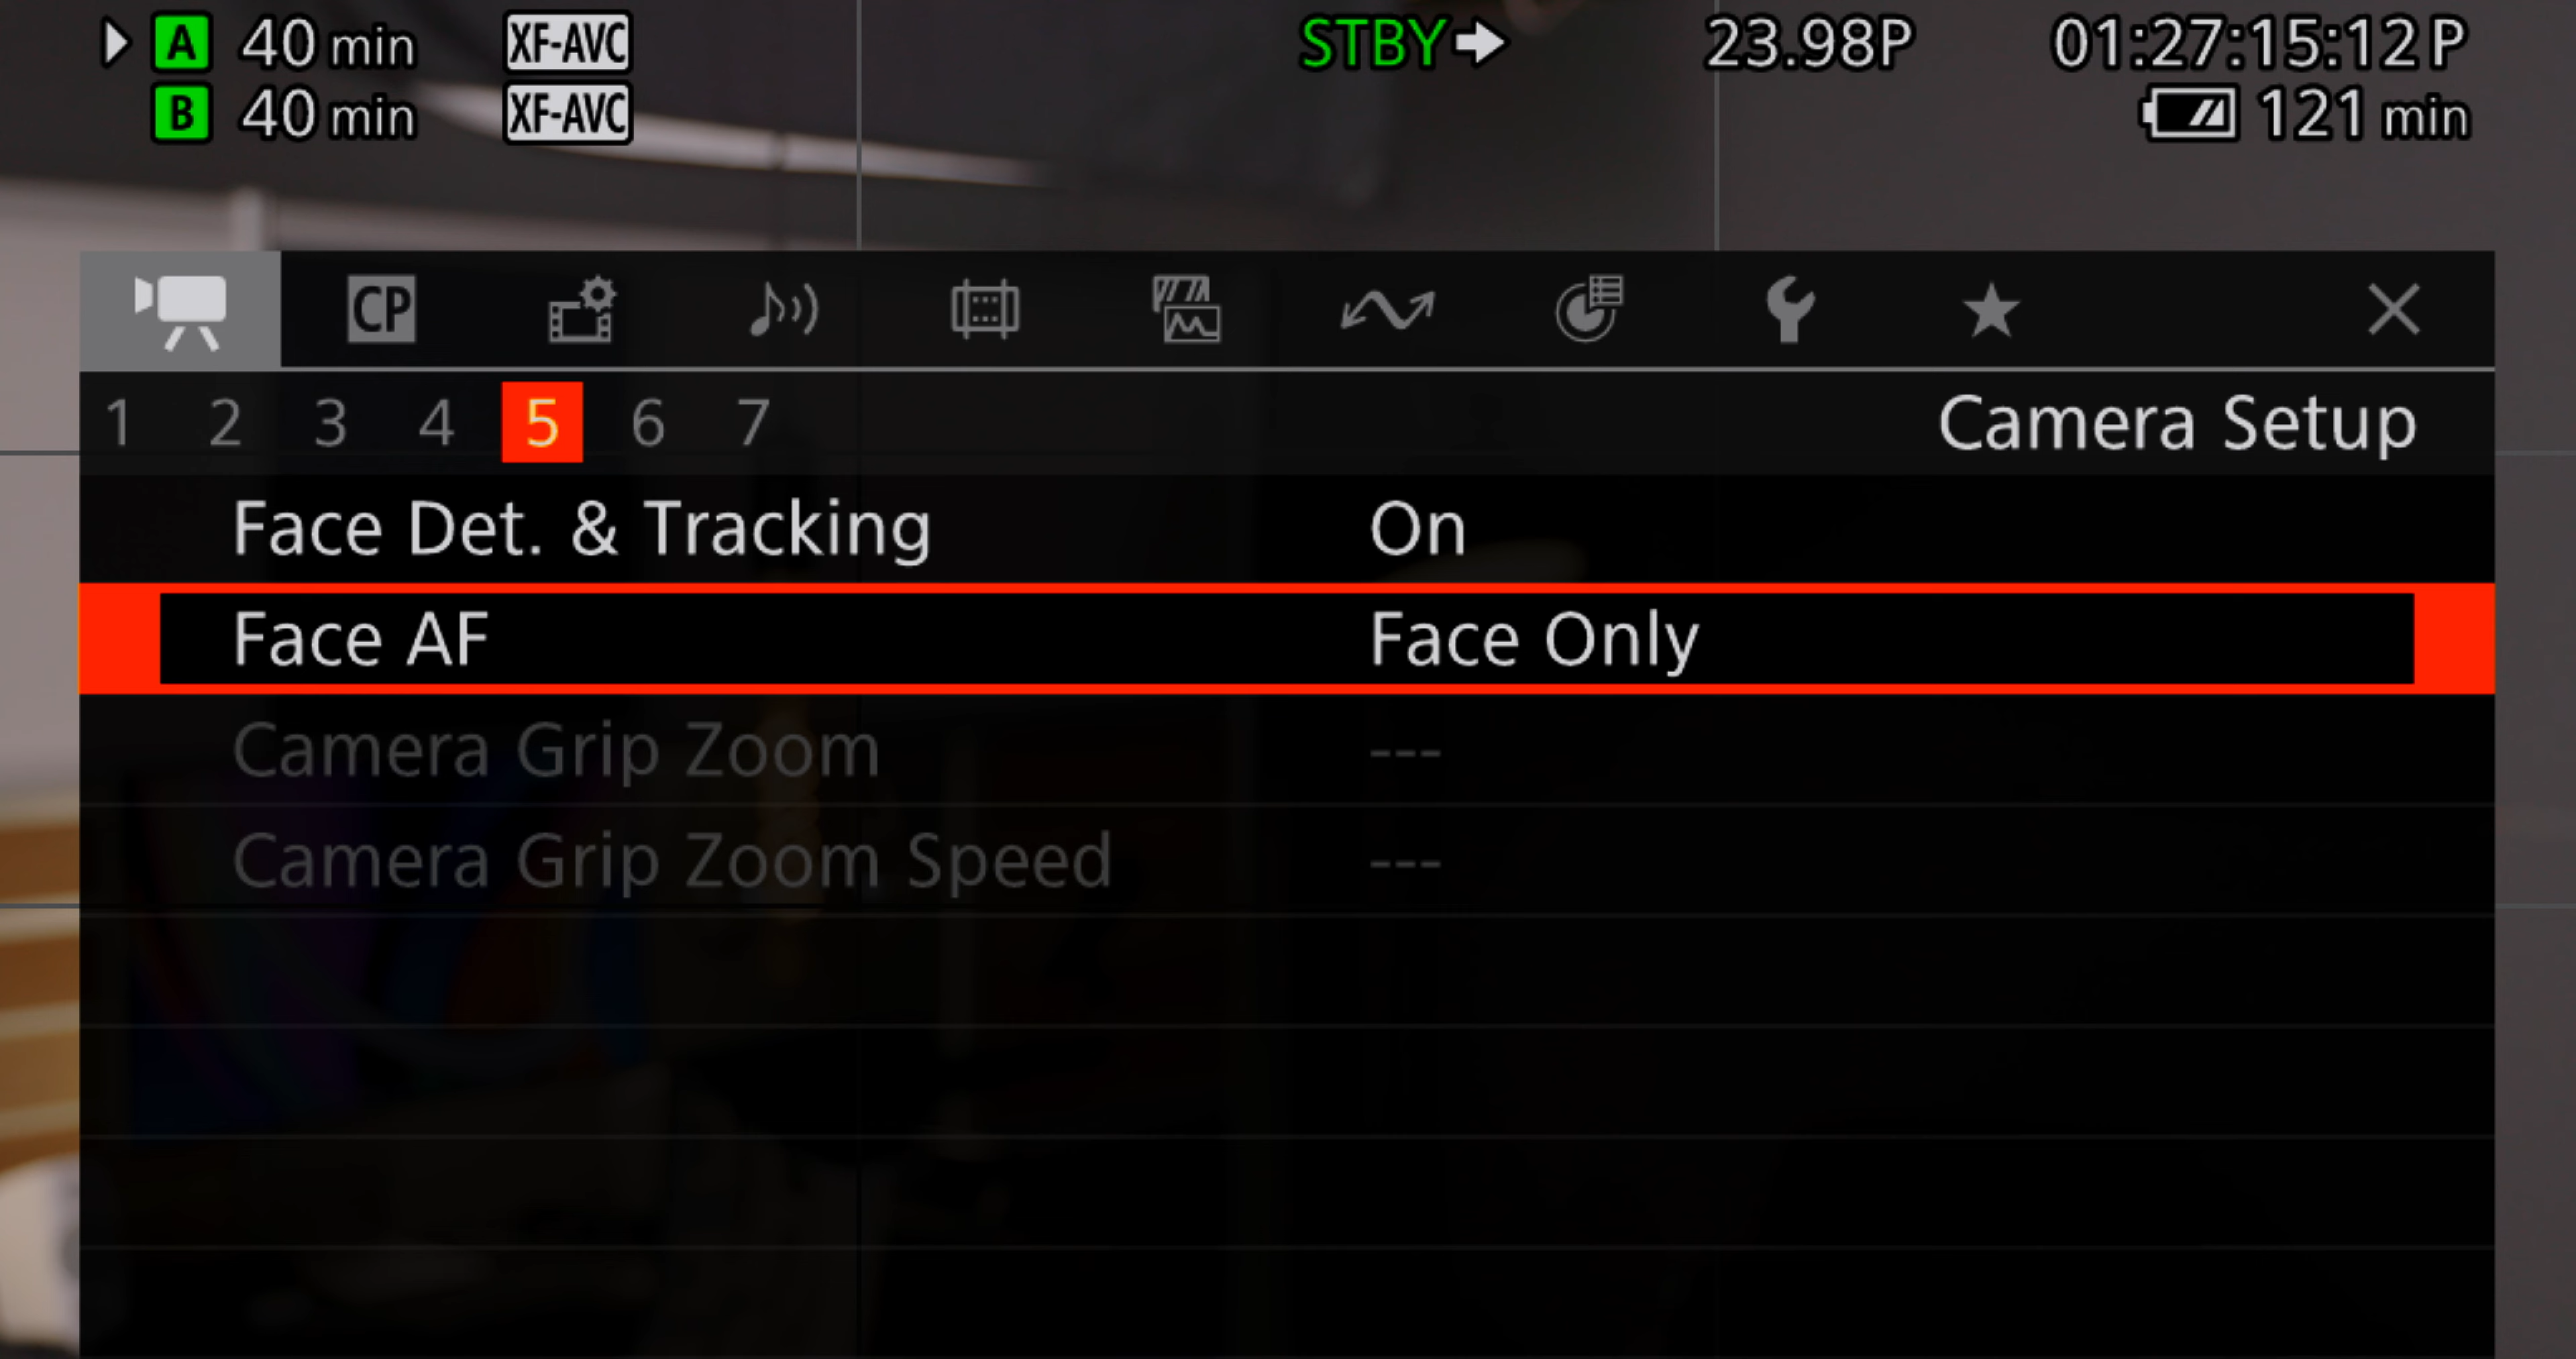 A 40 min XF-AVC STBY 23.98P 01:27:15:12 P
B 40 min XF-AVC 121 min
CP
1 2 3 4 5 6 7 Camera Setup
Face Det. & Tracking On
Face AF Face Only
Camera Grip Zoom ---
Camera Grip Zoom Speed ---